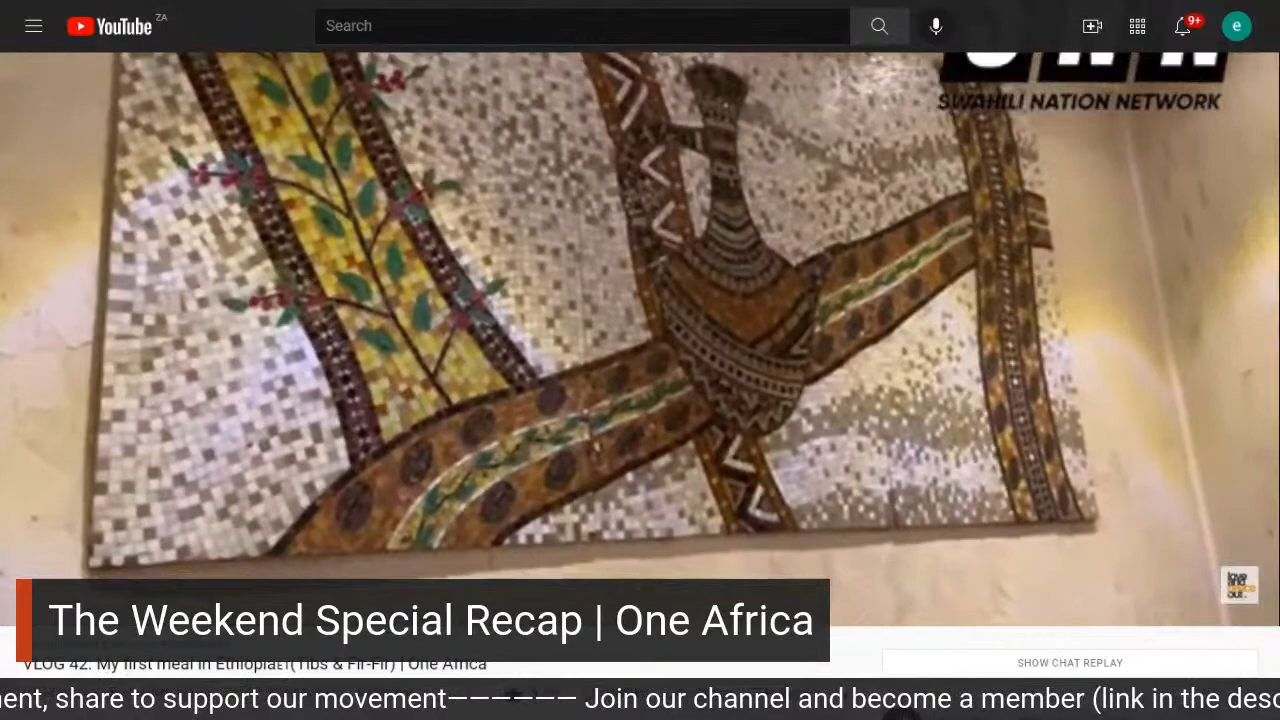 YouTube ZA
Search
9+
e
SWAHILI NATION NETWORK
The Weekend Special Recap | One Africa
VLOG 42: My first meal in Ethiopia
(Tibs & Fir-Fir) | One Africa
SHOW CHAT REPLAY
share to support our movement—————— Join our channel and become a member (link in the